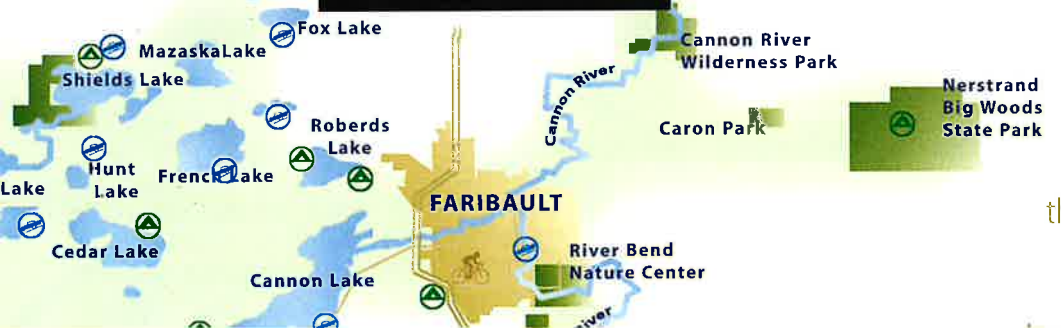 Fox Lake
MazaskaLake
Shields Lake
Cannon River
Wilderness Park
Cannon River
Nerstrand
Big Woods
State Park
Caron Park
Roberds
Lake
Hunt
Lake
French Lake
Lake
FARIBAULT
Cedar Lake
River Bend
Nature Center
Cannon Lake
River